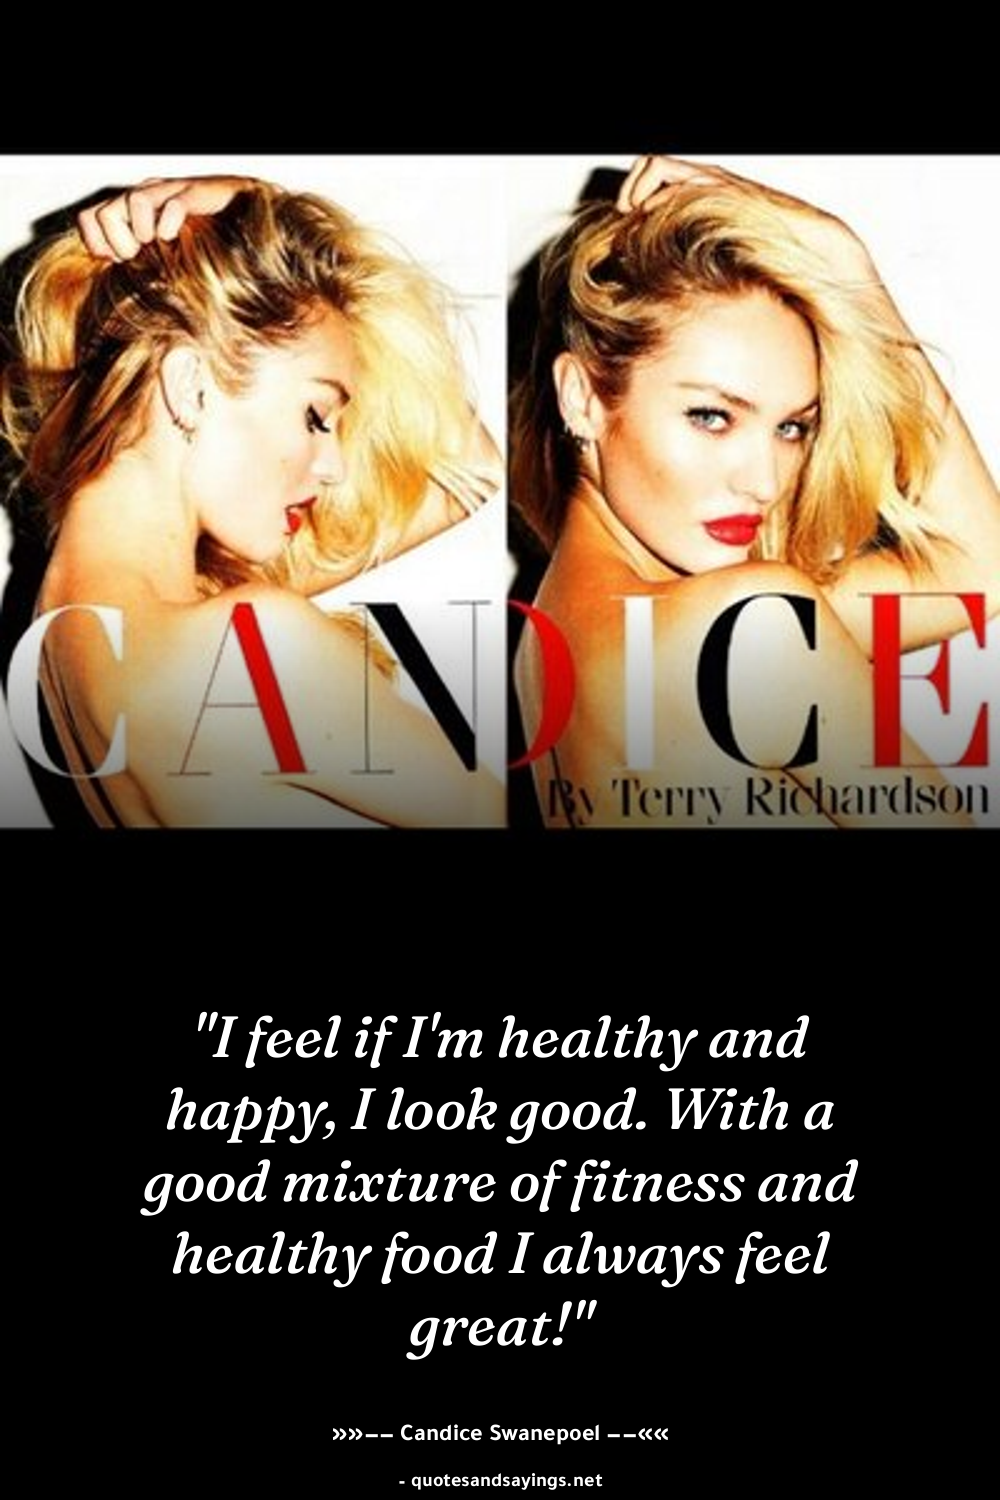 CANDICE
By Terry Richardson
"I feel if I'm healthy and
happy, I look good. With a
good mixture of fitness and
healthy food I always feel
great!"
»»−− Candice Swanepoel −−««
- quotesandsayings.net